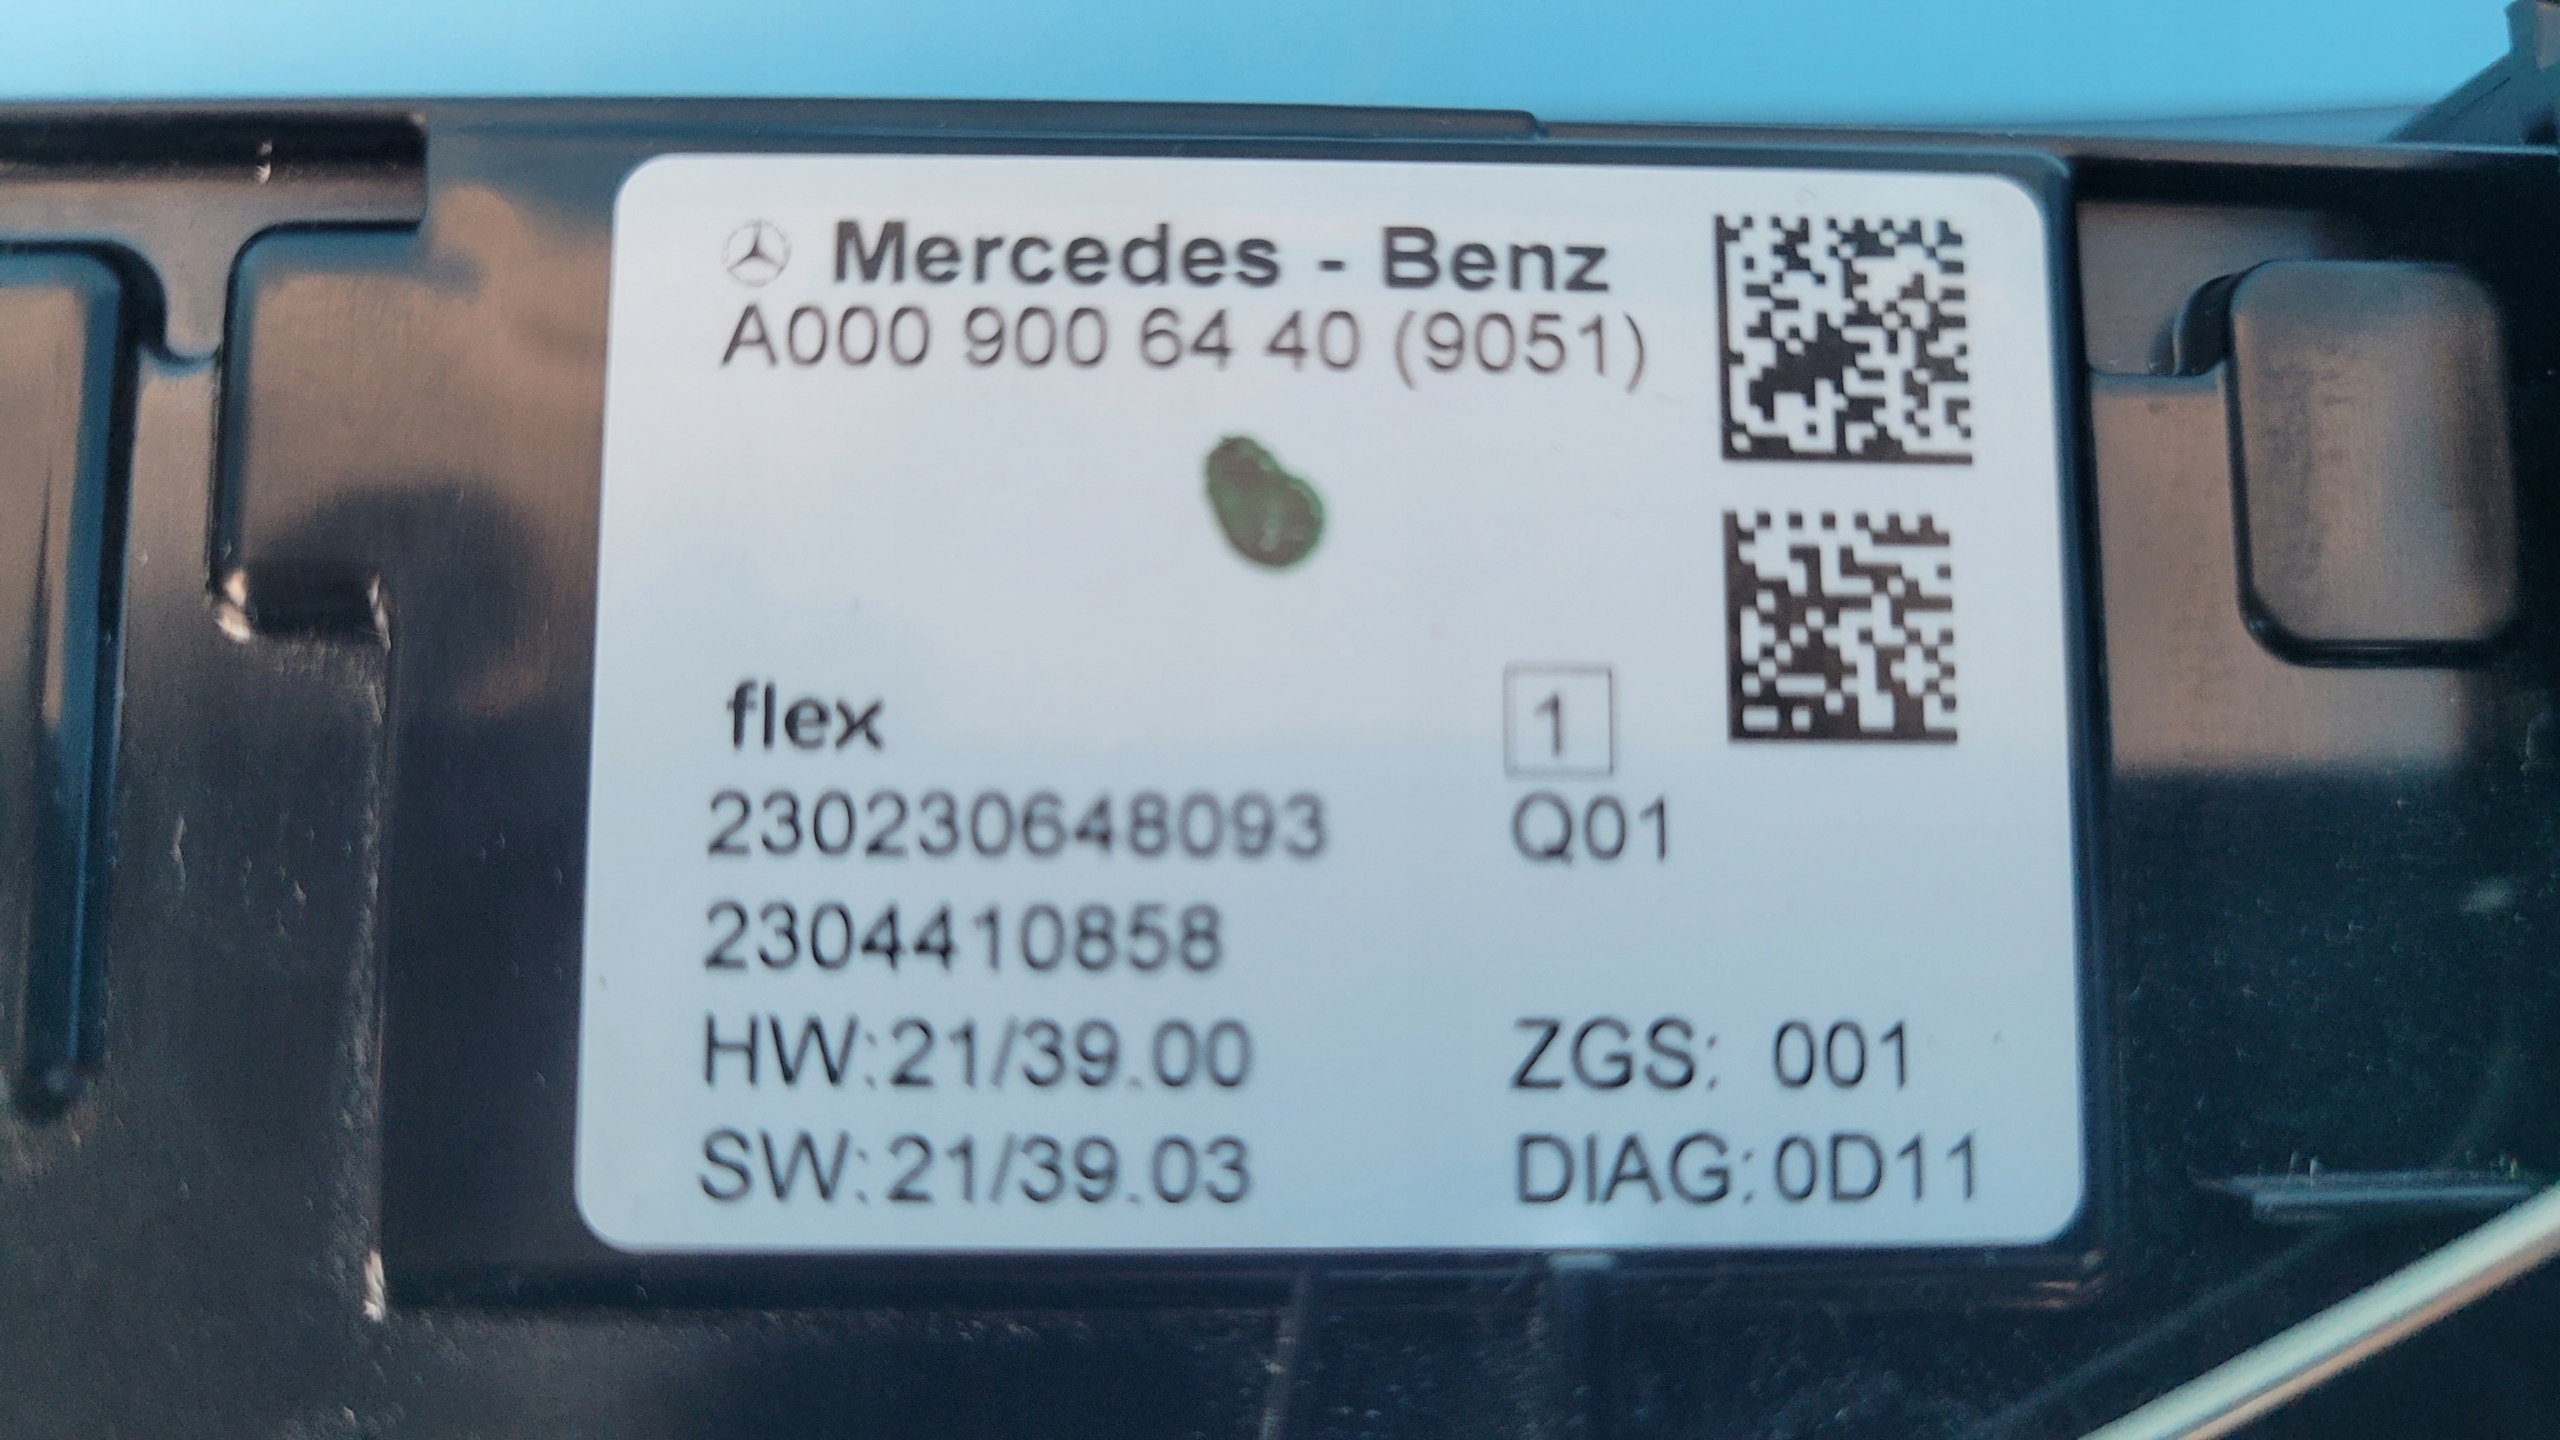 Mercedes - Benz
A000 900 64 40 (9051)
flex
1
230230648093
Q01
2304410858
HW:21/39.00
ZGS: 001
SW:21/39.03
DIAG:0D11